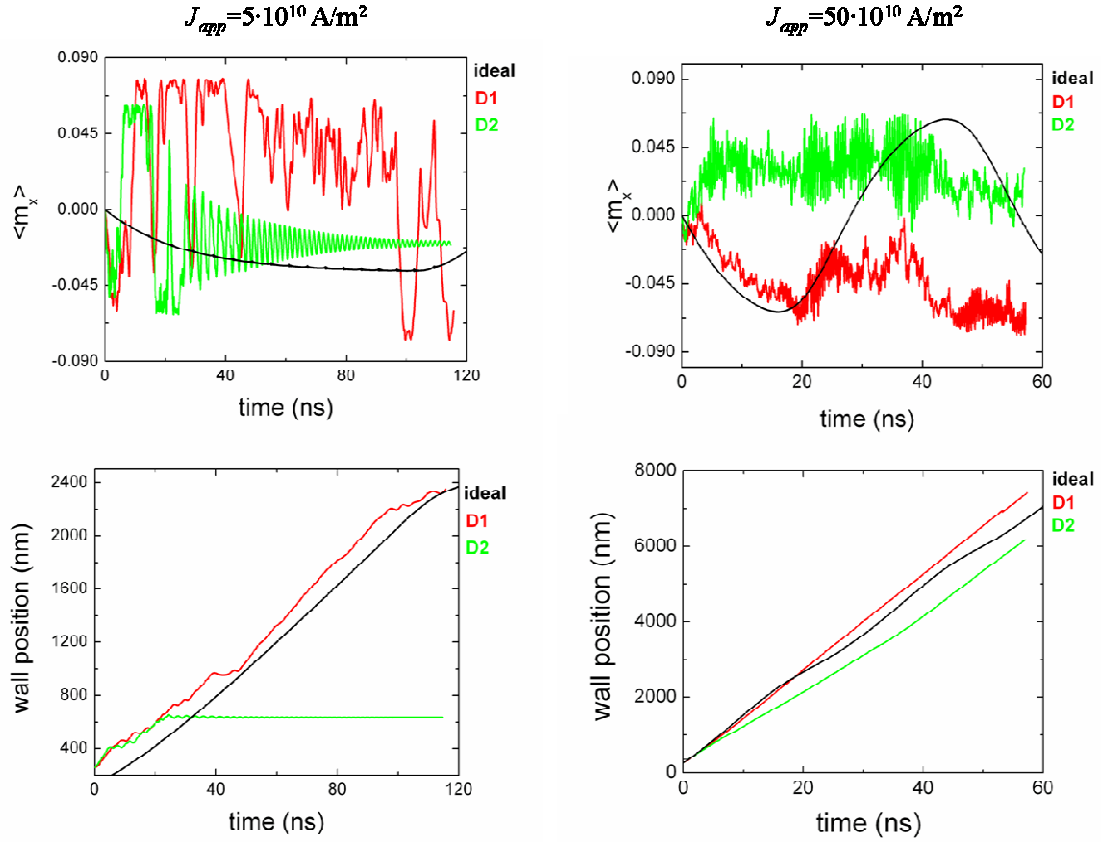 J_app=5·10¹⁰ A/m²
J_app=50·10¹⁰ A/m²
0.090
0.045
0.000
-0.045
-0.090
<m_x>
0
40
80
120
time (ns)
ideal
D1
D2
0.090
0.045
0.000
-0.045
-0.090
<m_x>
0
20
40
60
time (ns)
ideal
D1
D2
2400
2000
1600
1200
800
400
wall position (nm)
0
40
80
120
time (ns)
ideal
D1
D2
8000
6000
4000
2000
0
wall position (nm)
0
20
40
60
time (ns)
ideal
D1
D2